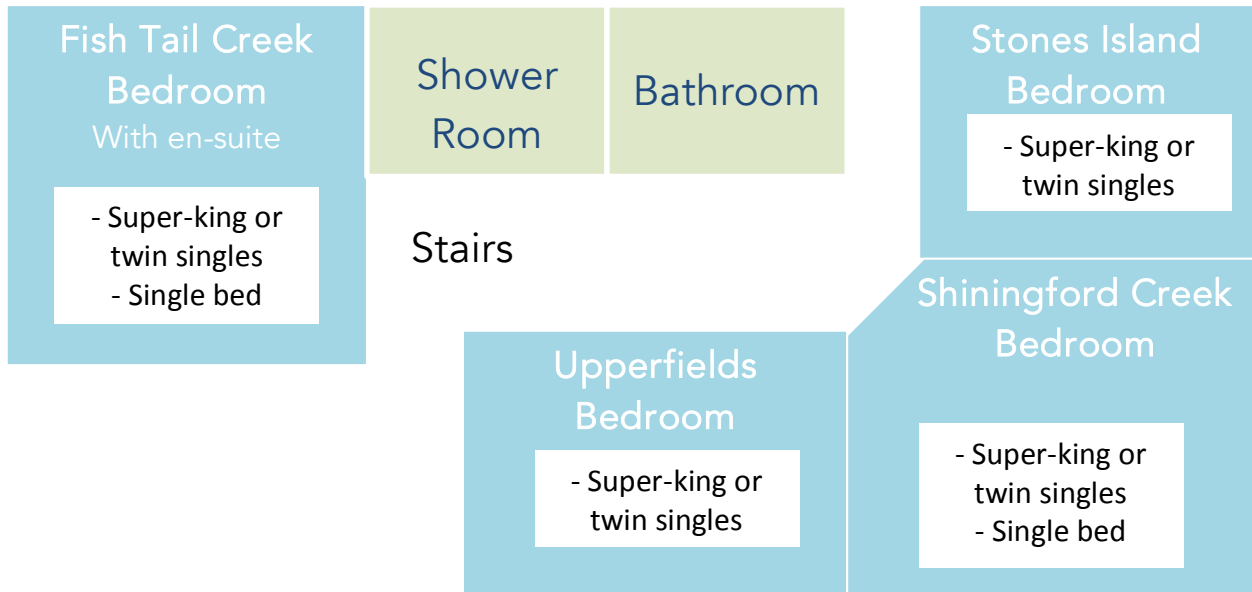 Fish Tail Creek
Bedroom
With en-suite
- Super-king or
twin singles
- Single bed
Shower
Room
Bathroom
Stones Island
Bedroom
- Super-king or
twin singles
Stairs
Upperfields
Bedroom
- Super-king or
twin singles
Shiningford Creek
Bedroom
- Super-king or
twin singles
- Single bed